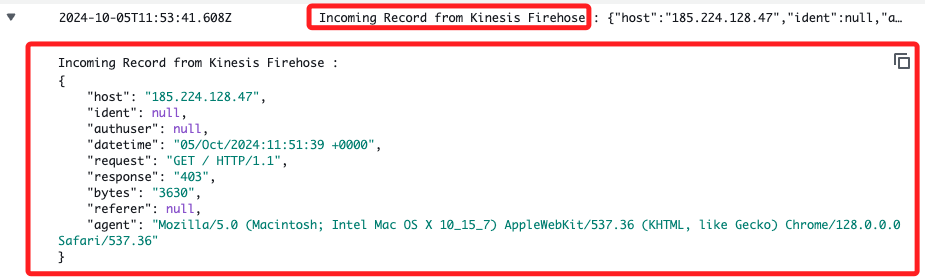 2024-10-05T11:53:41.608Z Incoming Record from Kinesis Firehose : {"host":"185.224.128.47","ident":null,"a…
Incoming Record from Kinesis Firehose :
{
    "host": "185.224.128.47",
    "ident": null,
    "authuser": null,
    "datetime": "05/Oct/2024:11:51:39 +0000",
    "request": "GET / HTTP/1.1",
    "response": "403",
    "bytes": "3630",
    "referer": null,
    "agent": "Mozilla/5.0 (Macintosh; Intel Mac OS X 10_15_7) AppleWebKit/537.36 (KHTML, like Gecko) Chrome/128.0.0.0
Safari/537.36"
}